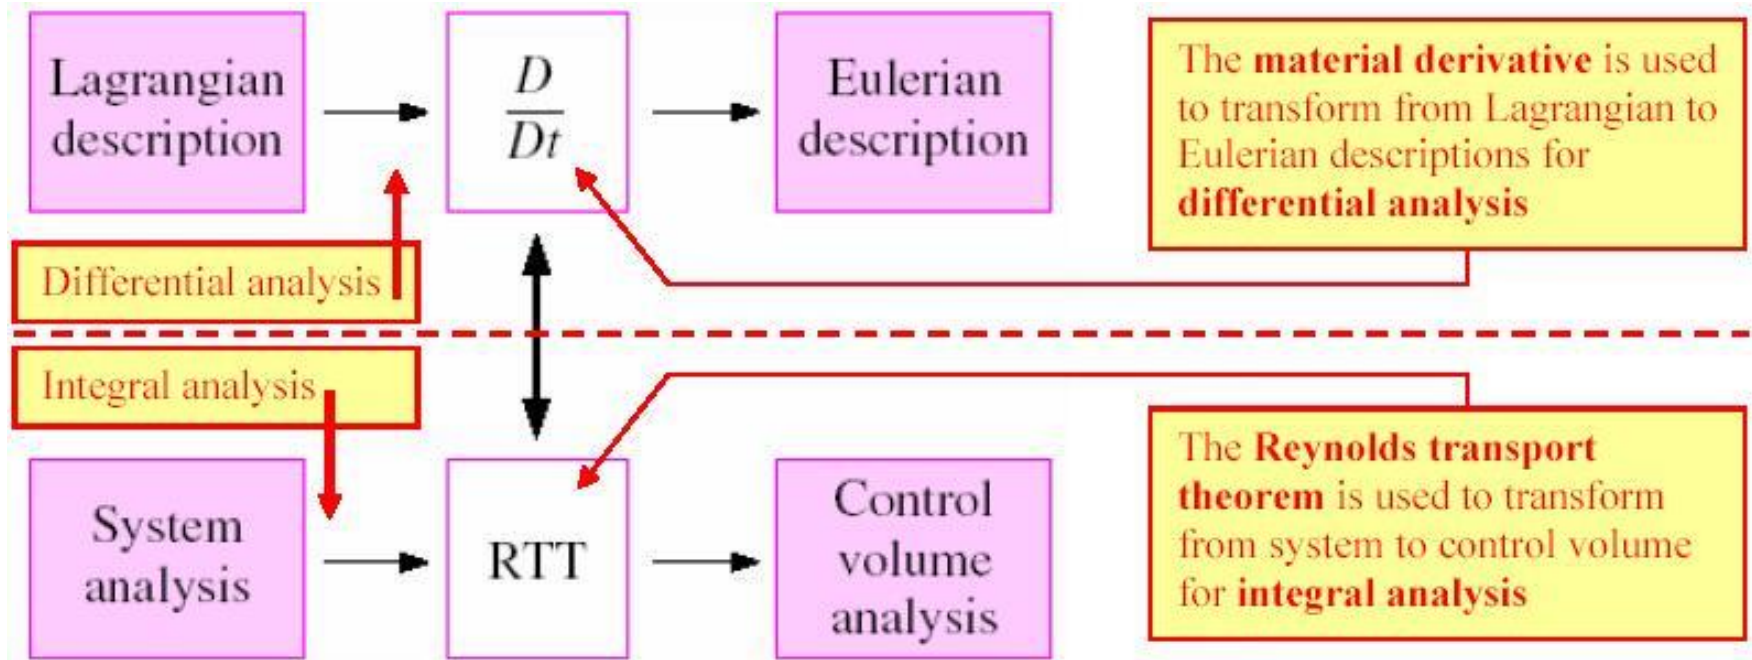 Lagrangian
description
D
Dt
Eulerian
description
The material derivative is used
to transform from Lagrangian to
Eulerian descriptions for
differential analysis
Differential analysis
Integral analysis
System
analysis
RTT
Control
volume
analysis
The Reynolds transport
theorem is used to transform
from system to control volume
for integral analysis